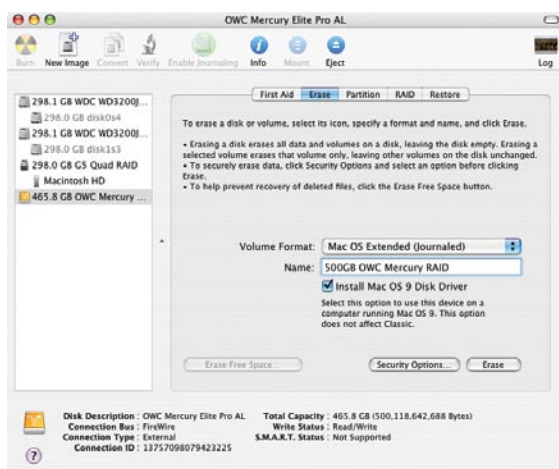 OWC Mercury Elite Pro AL
Burn New Image Convert Verify Enable Journaling Info Mount Eject Log
First Aid Erase Partition RAID Restore
298.1 GB WDC WD3200J...
298.0 GB disk0s4
298.1 GB WDC WD3200J...
298.0 GB disk1s3
298.0 GB G5 Quad RAID
Macintosh HD
465.8 GB OWC Mercury ...
To erase a disk or volume, select its icon, specify a format and name, and click Erase.
• Erasing a disk erases all data and volumes on a disk, leaving the disk empty. Erasing a
selected volume erases that volume only, leaving other volumes on the disk unchanged.
• To securely erase data, click Security Options and select an option before clicking
Erase.
• To help prevent recovery of deleted files, click the Erase Free Space button.
Volume Format: Mac OS Extended (Journaled)
Name: 500GB OWC Mercury RAID
Install Mac OS 9 Disk Driver
Select this option to use this device on a
computer running Mac OS 9. This option
does not affect Classic.
Erase Free Space... Security Options... Erase
Disk Description : OWC Mercury Elite Pro AL Total Capacity : 465.8 GB (500,118,642,688 Bytes)
Connection Bus : FireWire Write Status : Read/Write
Connection Type : External S.M.A.R.T. Status : Not Supported
Connection ID : 13757098079423225
?